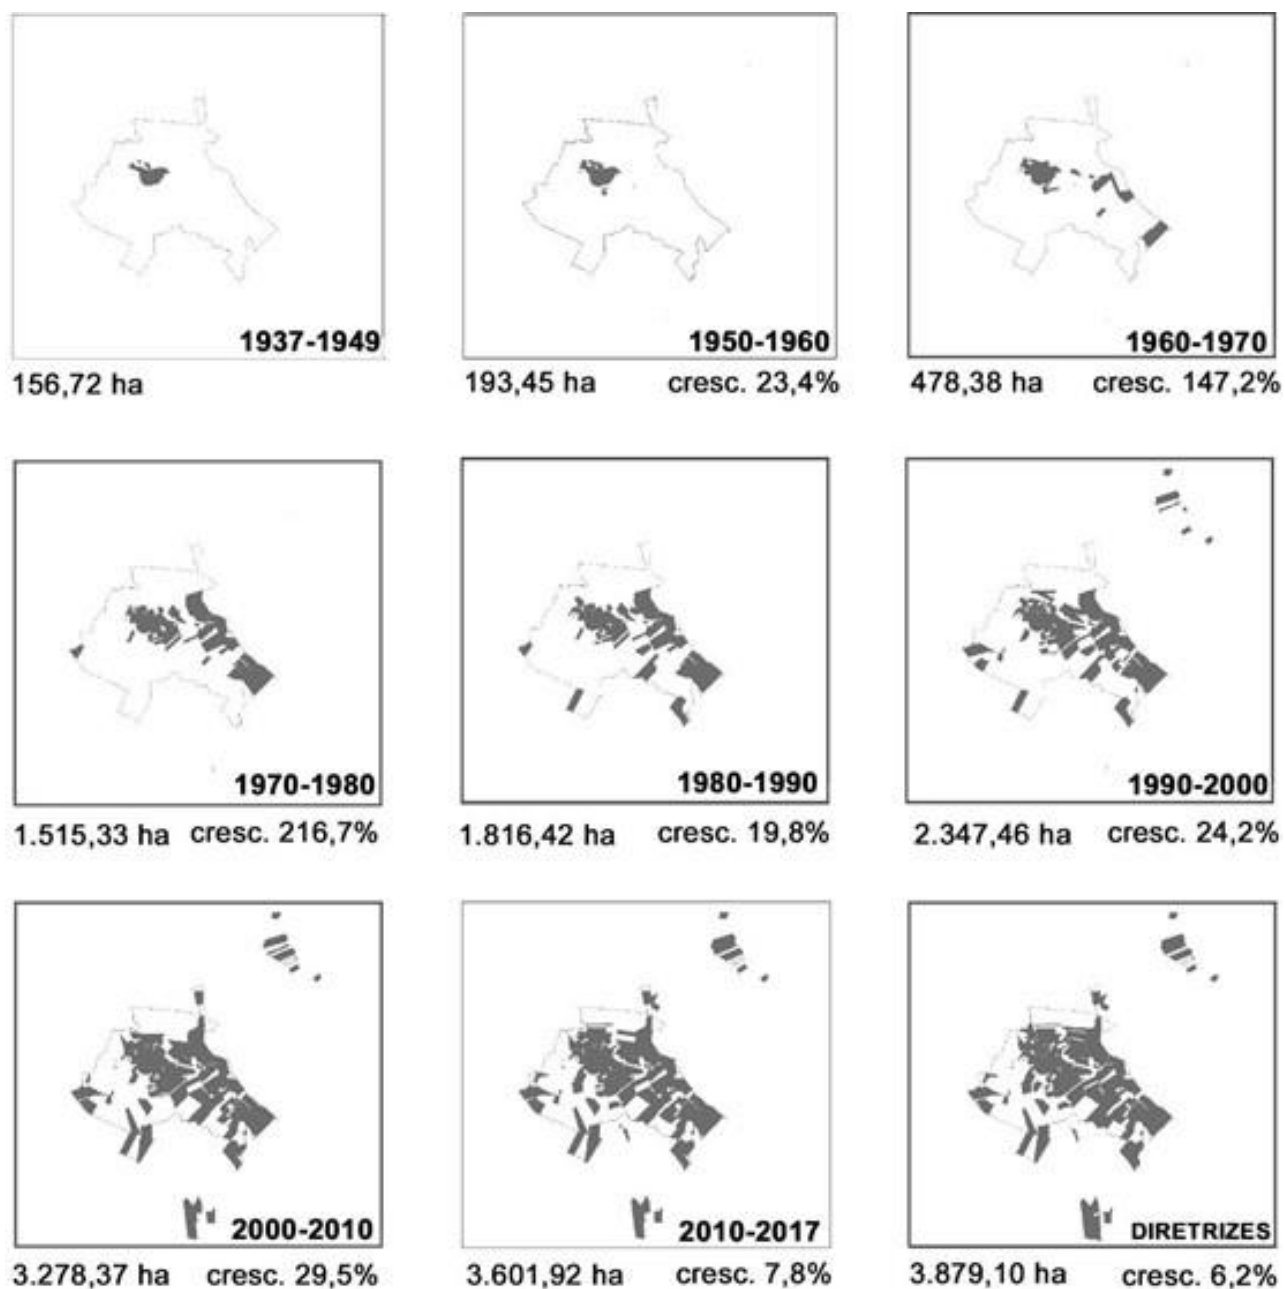 1937-1949
156,72 ha
1950-1960
193,45 ha cresc. 23,4%
1960-1970
478,38 ha cresc. 147,2%
1970-1980
1.515,33 ha cresc. 216,7%
1980-1990
1.816,42 ha cresc. 19,8%
1990-2000
2.347,46 ha cresc. 24,2%
2000-2010
3.278,37 ha cresc. 29,5%
2010-2017
3.601,92 ha cresc. 7,8%
DIRETRIZES
3.879,10 ha cresc. 6,2%